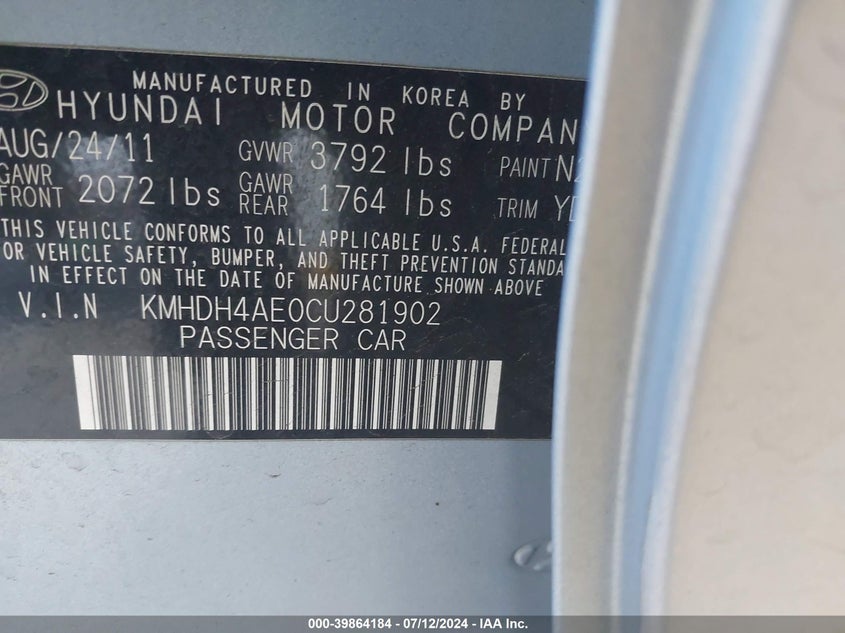 MANUFACTURED IN KOREA BY
HYUNDAI MOTOR COMPAN
AUG/24/11 GVWR 3792 lbs PAINT
GAWR FRONT 2072 lbs GAWR REAR 1764 lbs TRIM
THIS VEHICLE CONFORMS TO ALL APPLICABLE U.S.A. FEDERAL
OR VEHICLE SAFETY, BUMPER, AND THEFT PREVENTION STANDA
IN EFFECT ON THE DATE OF MANUFACTURE SHOWN ABOVE
V.I.N KMHDH4AE0CU281902
PASSENGER CAR
000-39864184 | 07/12/2024 - IAA Inc.